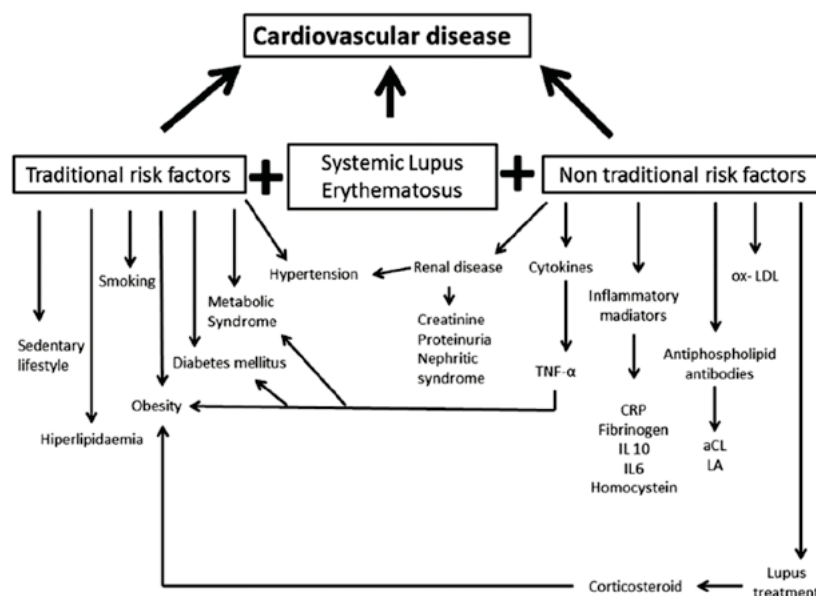 Cardiovascular disease
Traditional risk factors
+
Systemic Lupus
Erythematosus
+
Non traditional risk factors
Smoking
Hypertension
Renal disease
Cytokines
ox- LDL
Metabolic
Syndrome
Inflammatory
madiators
Creatinine
Proteinuria
Nephritic
syndrome
Sedentary
lifestyle
Diabetes mellitus
TNF-α
Antiphospholipid
antibodies
Obesity
Hiperlipidaemia
CRP
Fibrinogen
IL 10
IL6
Homocystein
aCL
LA
Corticosteroid
Lupus
treatment